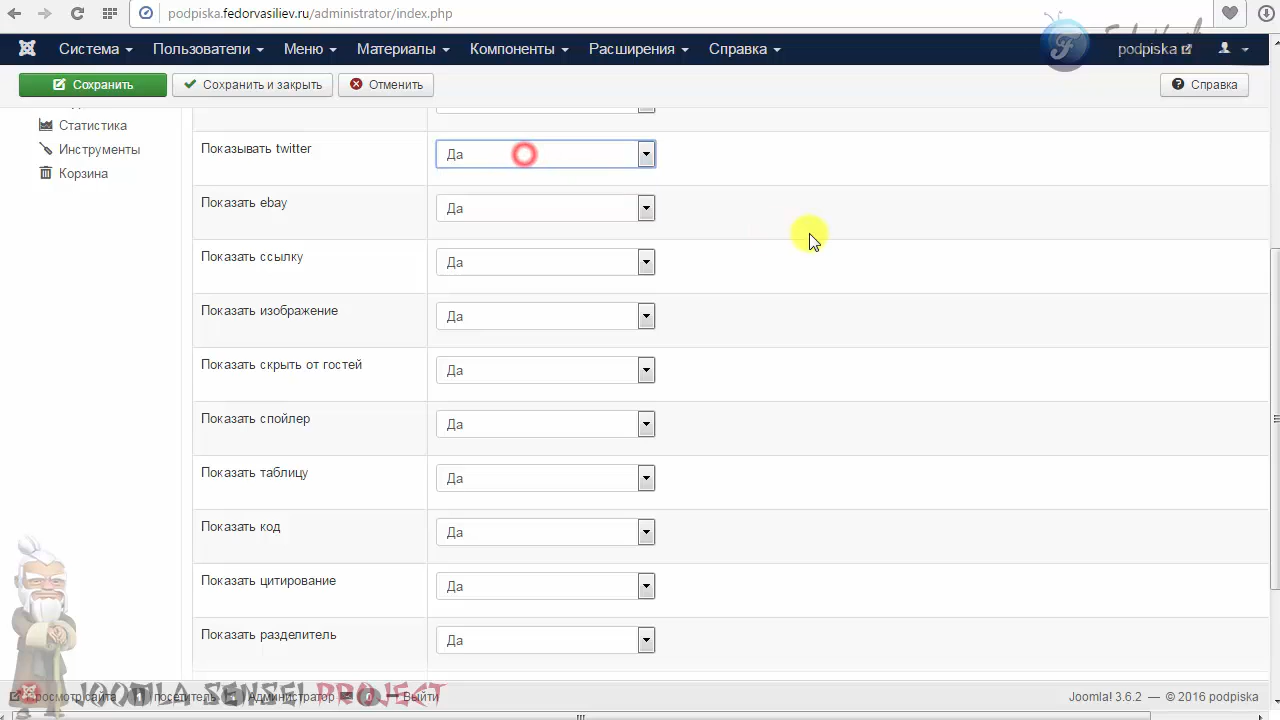 podpiska.fedorvasiliev.ru/administrator/index.php
Система Пользователи Меню Материалы Компоненты Расширения Справка podpiska
Сохранить Сохранить и закрыть Отменить Справка
Статистика
Инструменты
Корзина
Показывать twitter Да
Показать ebay Да
Показать ссылку Да
Показать изображение Да
Показать скрыть от гостей Да
Показать спойлер Да
Показать таблицу Да
Показать код Да
Показать цитирование Да
Показать разделитель Да
JOOMLA SENSEI PROJECT
Выйти
Joomla! 3.6.2 — © 2016 podpiska